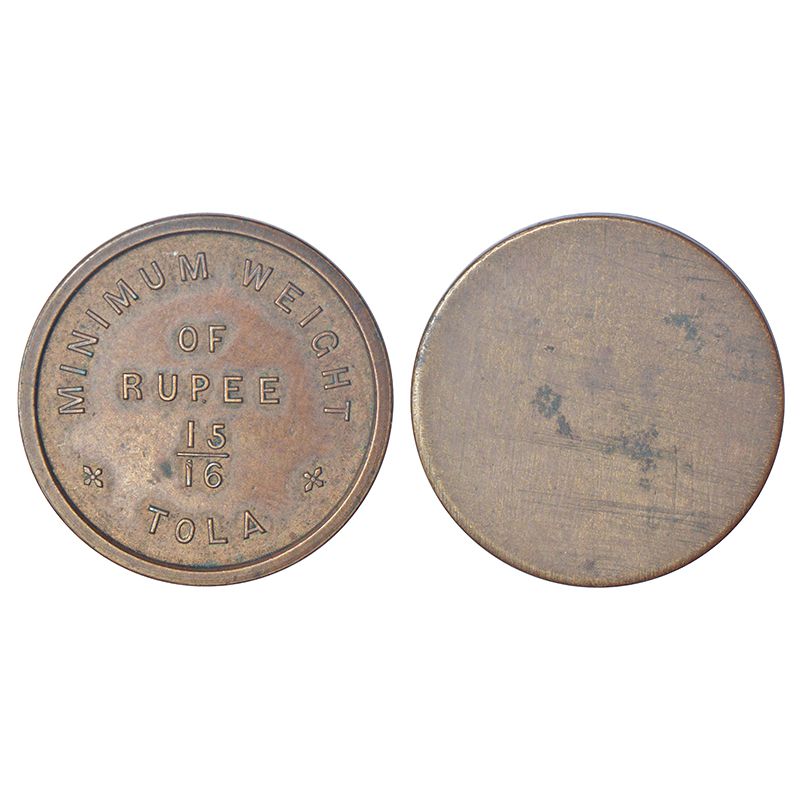 MINIMUM WEIGHT
OF
RUPEE
15
16
TOLA